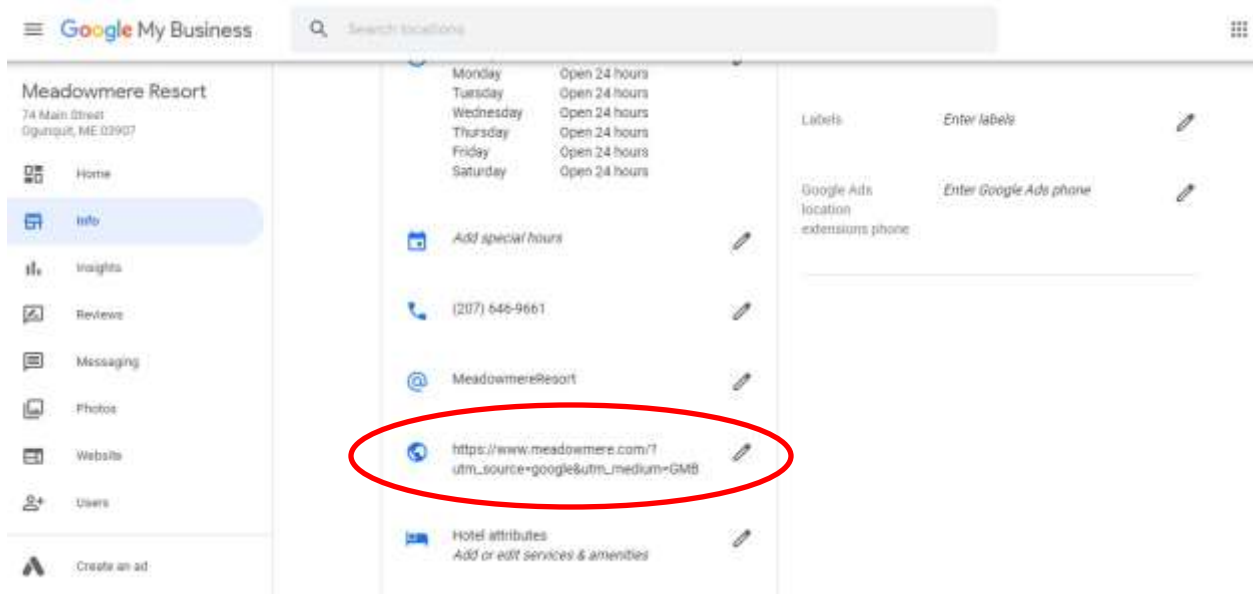 Google My Business
Search locations
Meadowmere Resort
74 Main Street
Ogunquit, ME 03907
Home
Info
Insights
Reviews
Messaging
Photos
Website
Users
Create an ad
Monday Open 24 hours
Tuesday Open 24 hours
Wednesday Open 24 hours
Thursday Open 24 hours
Friday Open 24 hours
Saturday Open 24 hours
Add special hours
(207) 646-9661
MeadowmereResort
https://www.meadowmere.com/?
utm_source=google&utm_medium=GMB
Hotel attributes
Add or edit services & amenities
Labels Enter labels
Google Ads Enter Google Ads phone
location
extensions phone